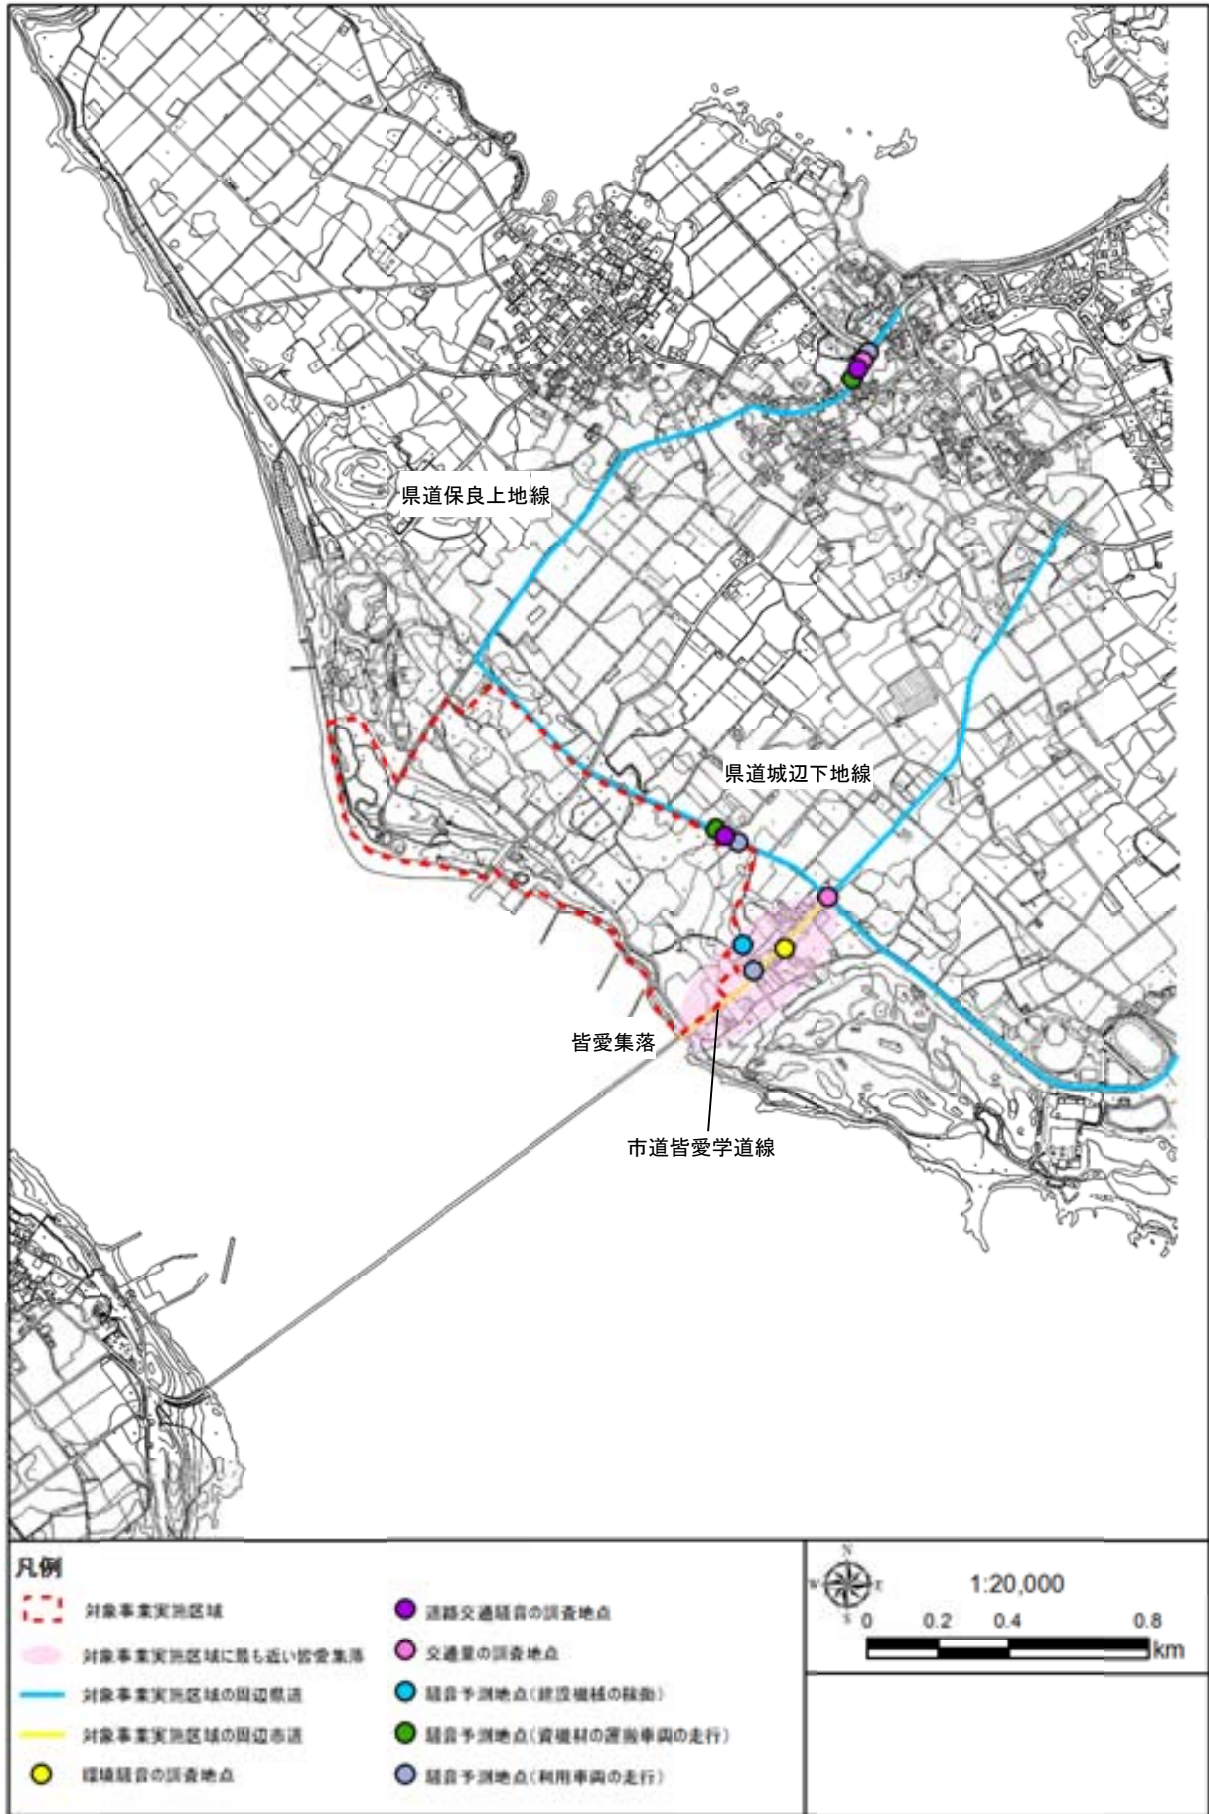 県道保良上地線
県道城辺下地線
皆愛集落
市道皆愛学道線
凡例
対象事業実施区域
対象事業実施区域に最も近い皆愛集落
対象事業実施区域の周辺県道
対象事業実施区域の周辺市道
環境騒音の調査地点
道路交通騒音の調査地点
交通量の調査地点
騒音予測地点(建設機械の稼動)
騒音予測地点(資機材の運搬車両の走行)
騒音予測地点(利用車両の走行)
N
W E
S
1:20,000
0 0.2 0.4 0.8
km